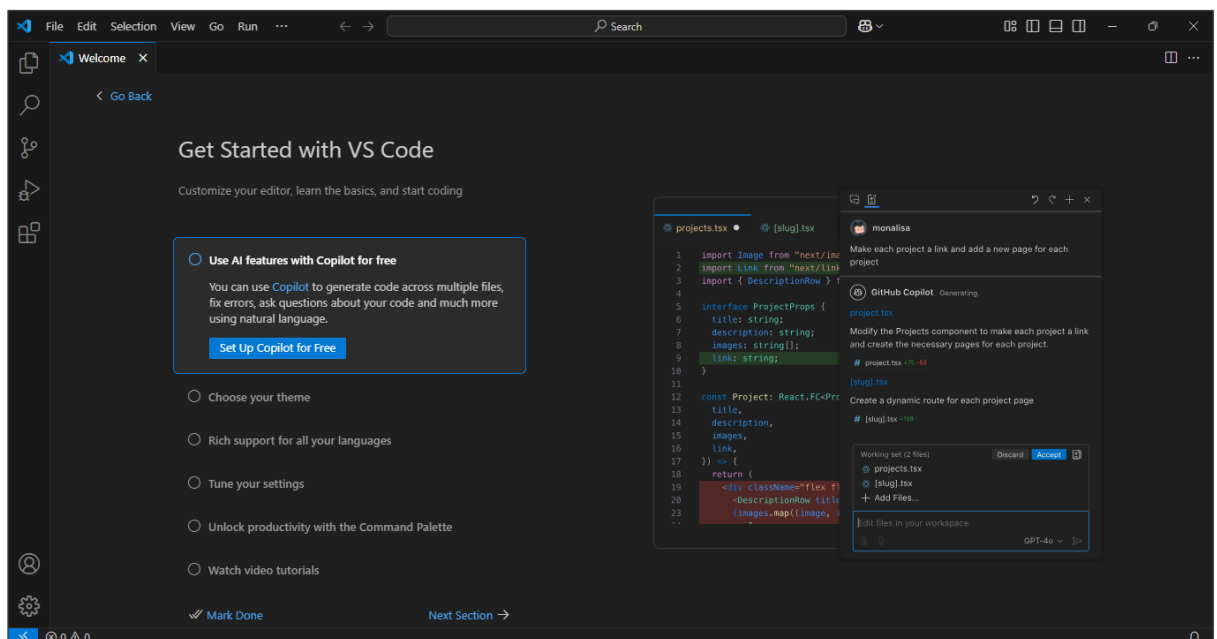 File Edit Selection View Go Run ···
Search
Welcome
Go Back
Get Started with VS Code
Customize your editor, learn the basics, and start coding
Use AI features with Copilot for free
You can use Copilot to generate code across multiple files,
fix errors, ask questions about your code and much more
using natural language.
Set Up Copilot for Free
Choose your theme
Rich support for all your languages
Tune your settings
Unlock productivity with the Command Palette
Watch video tutorials
Mark Done
Next Section
projects.tsx
[slug].tsx
1 import Image from "next/ima
2 import Link from "next/link
3 import { DescriptionRow }
4
5 interface ProjectProps {
6 title: string;
7 description: string;
8 images: string[];
9 link: string;
10 }
11
12 const Project: React.FC<Pro
13 title,
14 description,
15 images,
16 link,
17 }) => {
18 return (
19 <div className="flex fl
20 <DescriptionRow title
23 {images.map((image,
monalisa
Make each project a link and add a new page for each
project
GitHub Copilot Generating.
project.tsx
Modify the Projects component to make each project a link
and create the necessary pages for each project.
# project.tsx +75 -53
[slug].tsx
Create a dynamic route for each project page
# [slug].tsx +108
Working set (2 files)
Discard
Accept
projects.tsx
[slug].tsx
+ Add Files...
Edit files in your workspace
GPT-4o
0 0